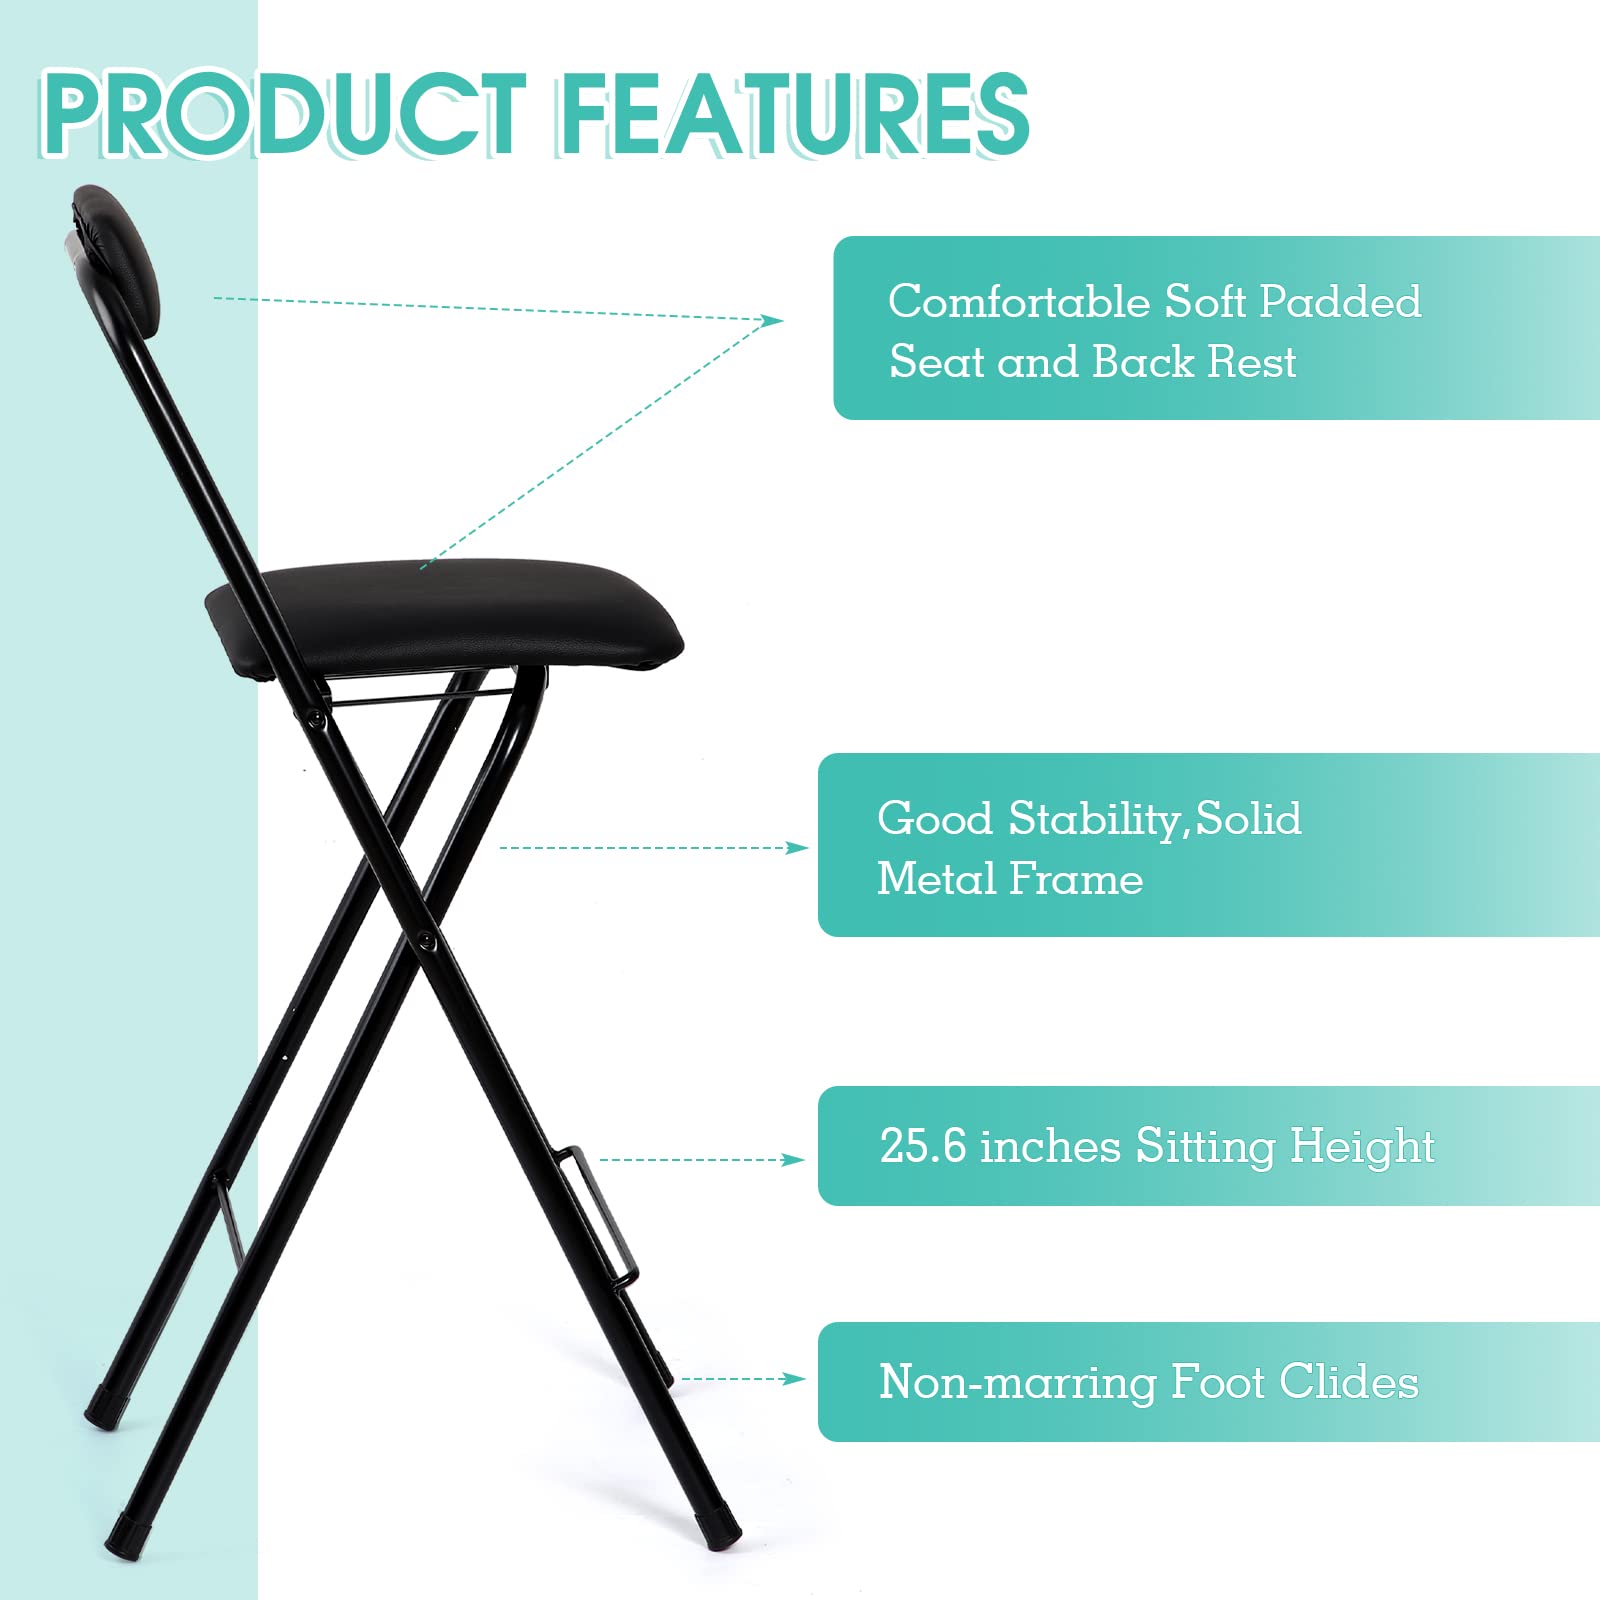 PRODUCT FEATURES
Comfortable Soft Padded
Seat and Back Rest
Good Stability,Solid
Metal Frame
25.6 inches Sitting Height
Non-marring Foot Clides